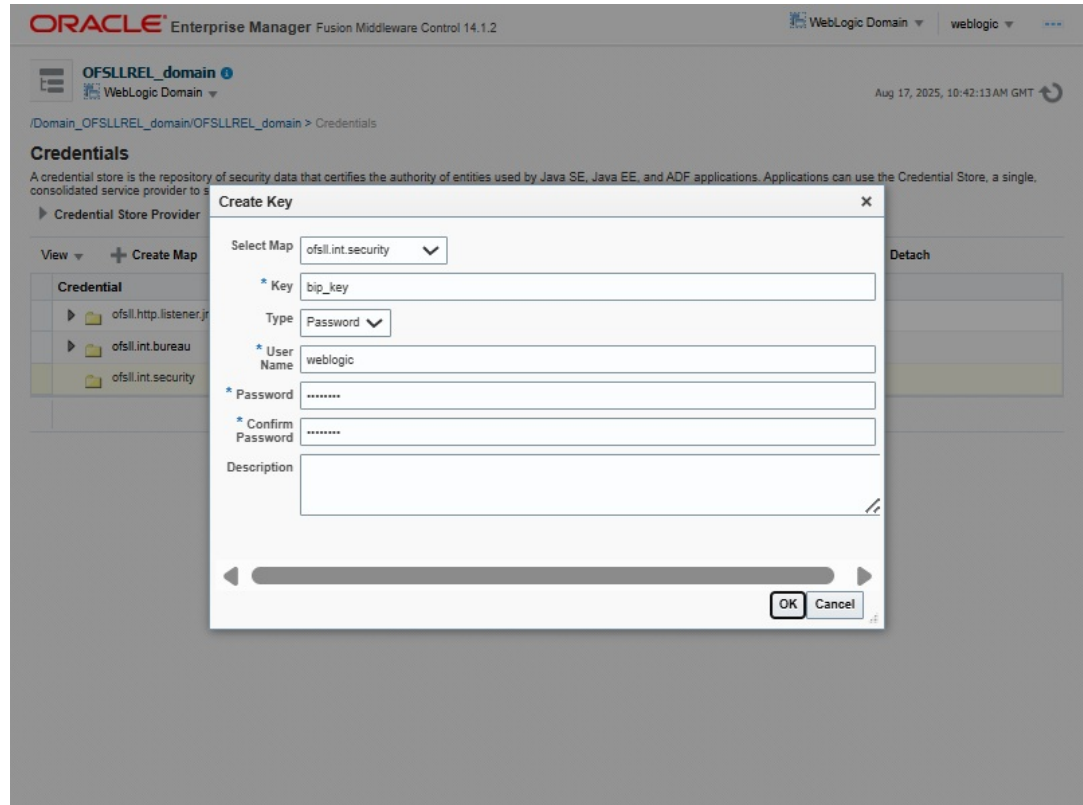 ORACLE Enterprise Manager Fusion Middleware Control 14.1.2
WebLogic Domain
weblogic
OFSLLREL_domain
WebLogic Domain
Aug 17, 2025, 10:42:13 AM GMT
/Domain_OFSLLREL_domain/OFSLLREL_domain > Credentials
Credentials
A credential store is the repository of security data that certifies the authority of entities used by Java SE, Java EE, and ADF applications. Applications can use the Credential Store, a single,
consolidated service provider to s
Credential Store Provider
View
Create Map
Detach
Credential
ofsll.http.listener.jr
ofsll.int.bureau
ofsll.int.security
Create Key
Select Map ofsll.int.security
* Key bip_key
Type Password
* User
Name weblogic
* Password ••••••••
* Confirm
Password ••••••••
Description
OK Cancel